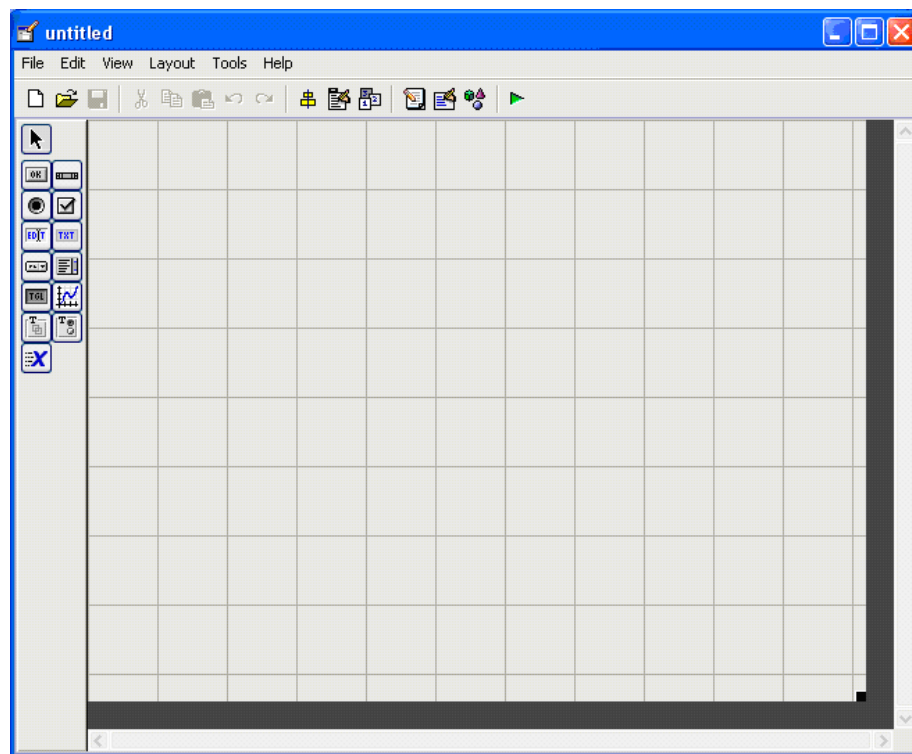 untitled
File Edit View Layout Tools Help
OK
EDIT TXT
TGL
T T
X